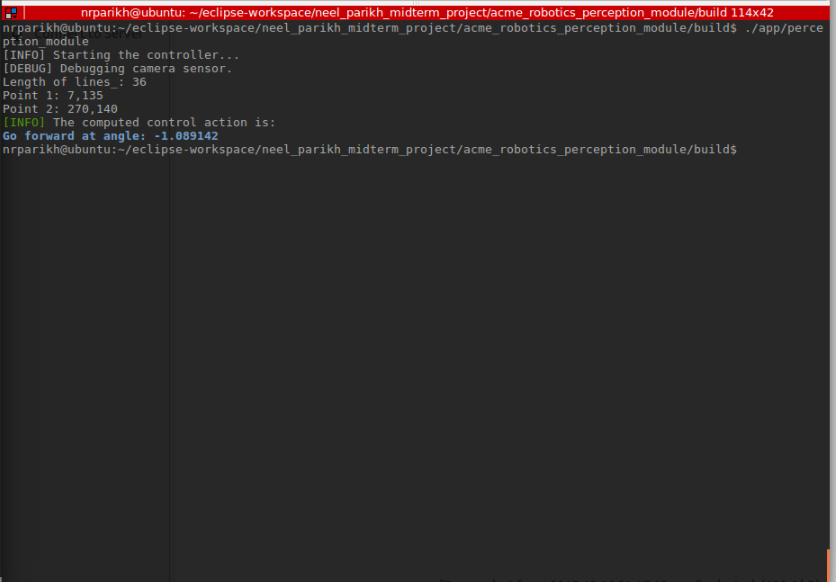 nrparikh@ubuntu: ~/eclipse-workspace/neel_parikh_midterm_project/acme_robotics_perception_module/build 114x42
nrparikh@ubuntu:~/eclipse-workspace/neel_parikh_midterm_project/acme_robotics_perception_module/build$ ./app/perce
ption_module
[INFO] Starting the controller...
[DEBUG] Debugging camera sensor.
Length of lines_: 36
Point 1: 7,135
Point 2: 270,140
[INFO] The computed control action is:
Go forward at angle: -1.089142
nrparikh@ubuntu:~/eclipse-workspace/neel_parikh_midterm_project/acme_robotics_perception_module/build$